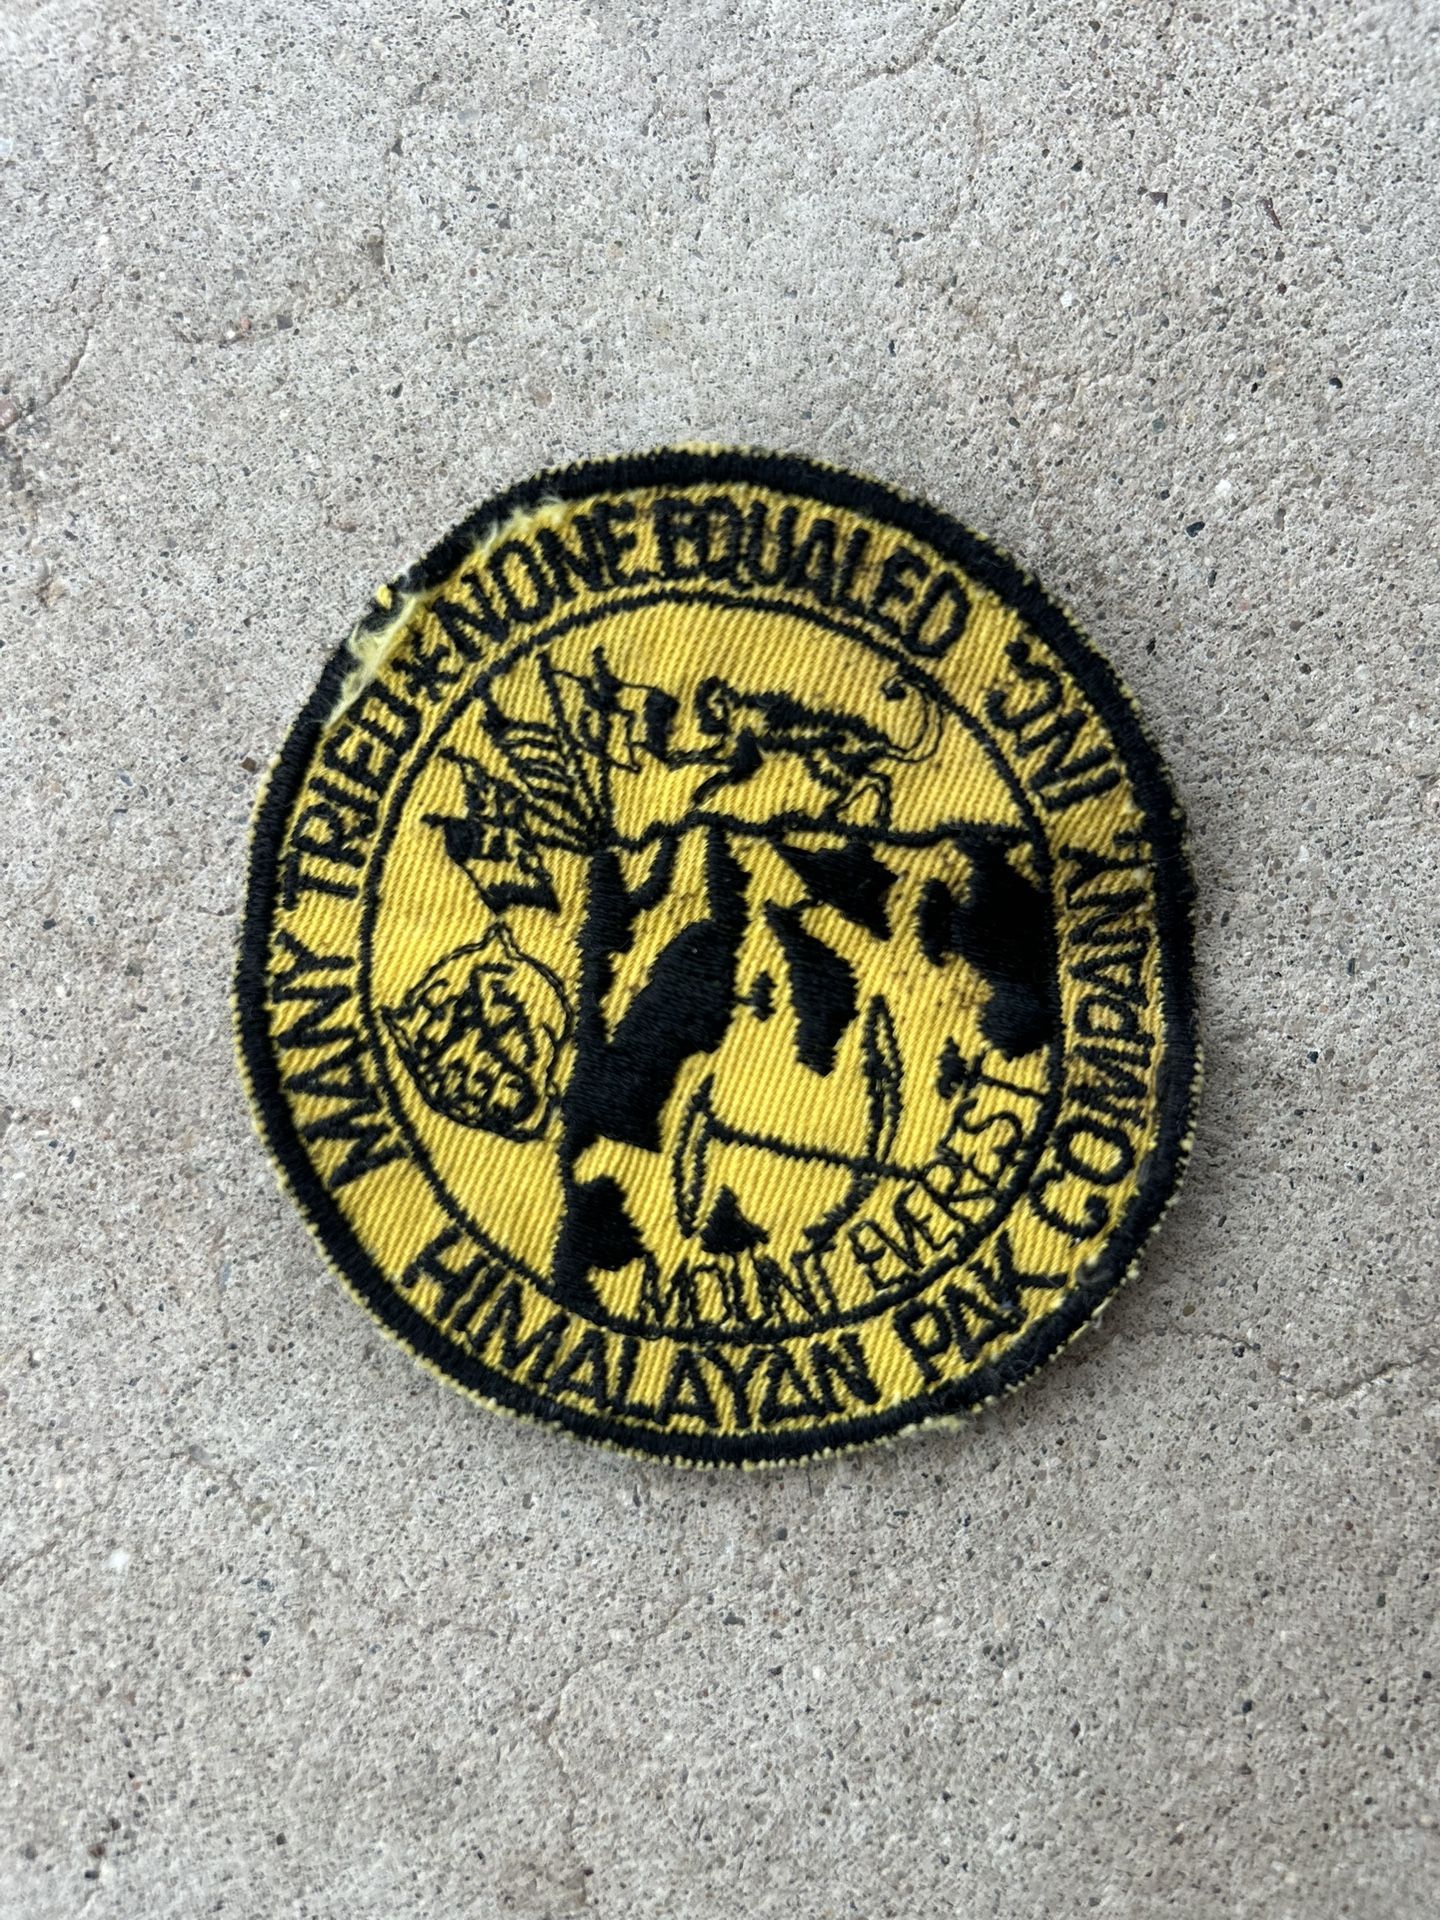 MANY TRIED * NONE EQUALED
HIMALAYAN PAK COMPANY, INC.
MOUNT EVEREST